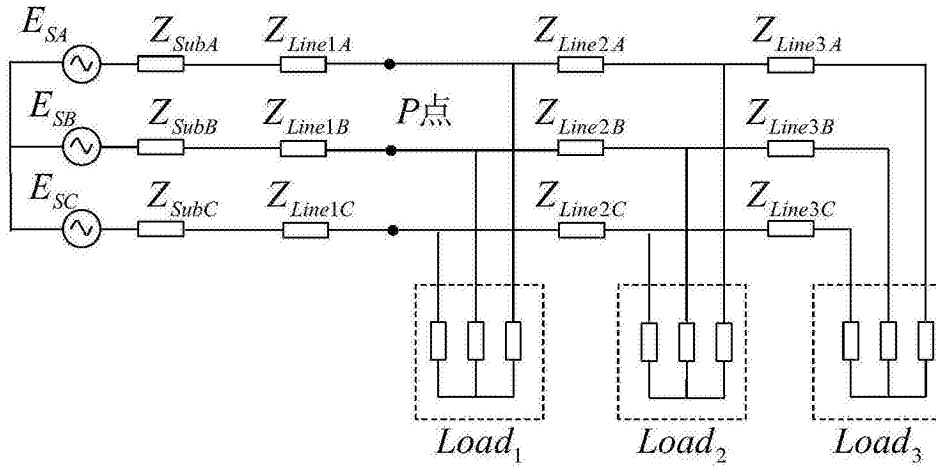 E_SA Z_SubA Z_Line1A Z_Line2A Z_Line3A
P点
E_SB Z_SubB Z_Line1B Z_Line2B Z_Line3B
E_SC Z_SubC Z_Line1C Z_Line2C Z_Line3C
Load_1 Load_2 Load_3